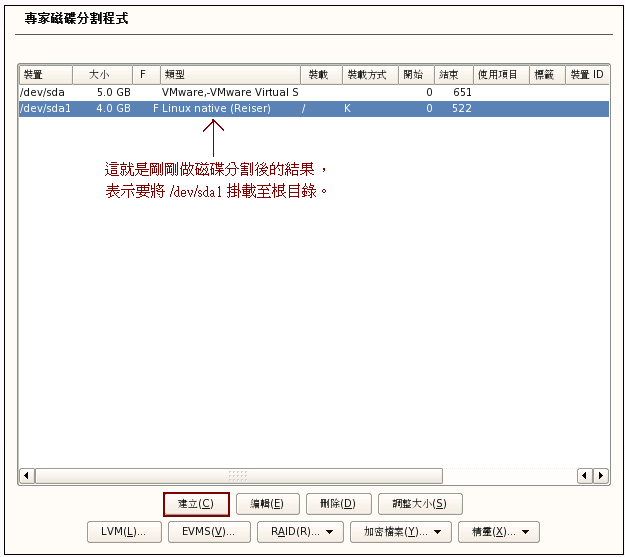 專家磁碟分割程式
裝置 大小 F 類型 裝載 裝載方式 開始 結束 使用項目 標籤 裝置 ID
/dev/sda 5.0 GB VMware,-VMware Virtual S 0 651
/dev/sda1 4.0 GB F Linux native (Reiser) / K 0 522
這就是剛剛做磁碟分割後的結果，
表示要將 /dev/sda1 掛載至根目錄。
建立(C) 編輯(E) 刪除(D) 調整大小(S)
LVM(L)... EVMS(V)... RAID(R)... 加密檔案(Y)... 精靈(X)...